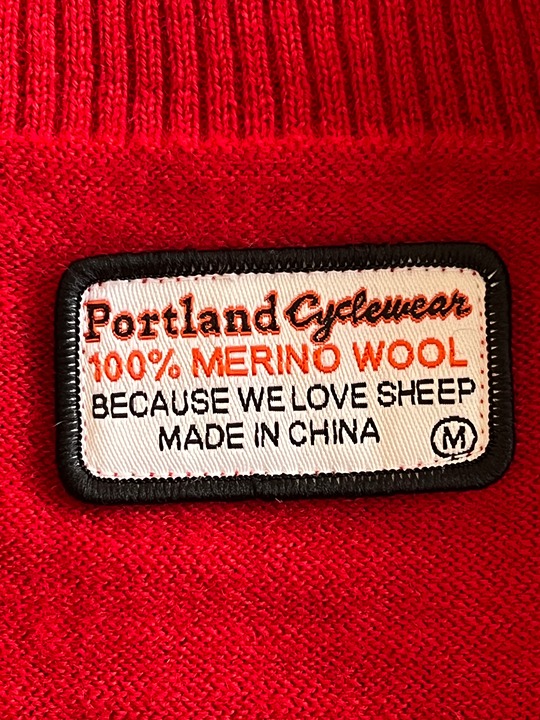 Portland Cyclewear
100% MERINO WOOL
BECAUSE WE LOVE SHEEP
MADE IN CHINA M